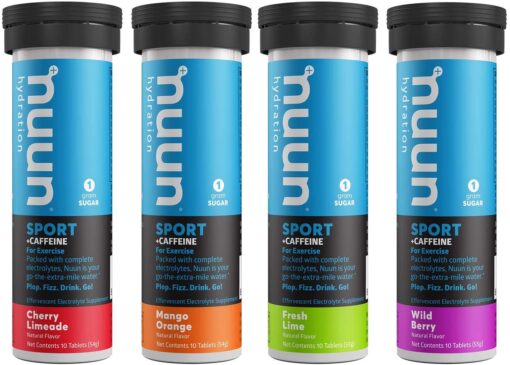 nuun
hydration
1
gram
SUGAR
SPORT
+CAFFEINE
For Exercise
Packed with complete
electrolytes, Nuun is your
go-the-extra-mile water.
Plop. Fizz. Drink. Go!
Effervescent Electrolyte Supplement
Cherry
Limeade
Natural Flavor
Net Contents 10 Tablets (54g)
nuun
hydration
1
gram
SUGAR
SPORT
+CAFFEINE
For Exercise
Packed with complete
electrolytes, Nuun is your
go-the-extra-mile water.
Plop. Fizz. Drink. Go!
Effervescent Electrolyte Supplement
Mango
Orange
Natural Flavor
Net Contents 10 Tablets (54g)
nuun
hydration
1
gram
SUGAR
SPORT
+CAFFEINE
For Exercise
Packed with complete
electrolytes, Nuun is your
go-the-extra-mile water.
Plop. Fizz. Drink. Go!
Effervescent Electrolyte Supplement
Fresh
Lime
Natural Flavor
Net Contents 10 Tablets
nuun
hydration
1
gram
SUGAR
SPORT
+CAFFEINE
For Exercise
Packed with complete
electrolytes, Nuun is your
go-the-extra-mile water.
Plop. Fizz. Drink. Go!
Effervescent Electrolyte Supplement
Wild
Berry
Natural Flavor
Net Contents 10 Tablets